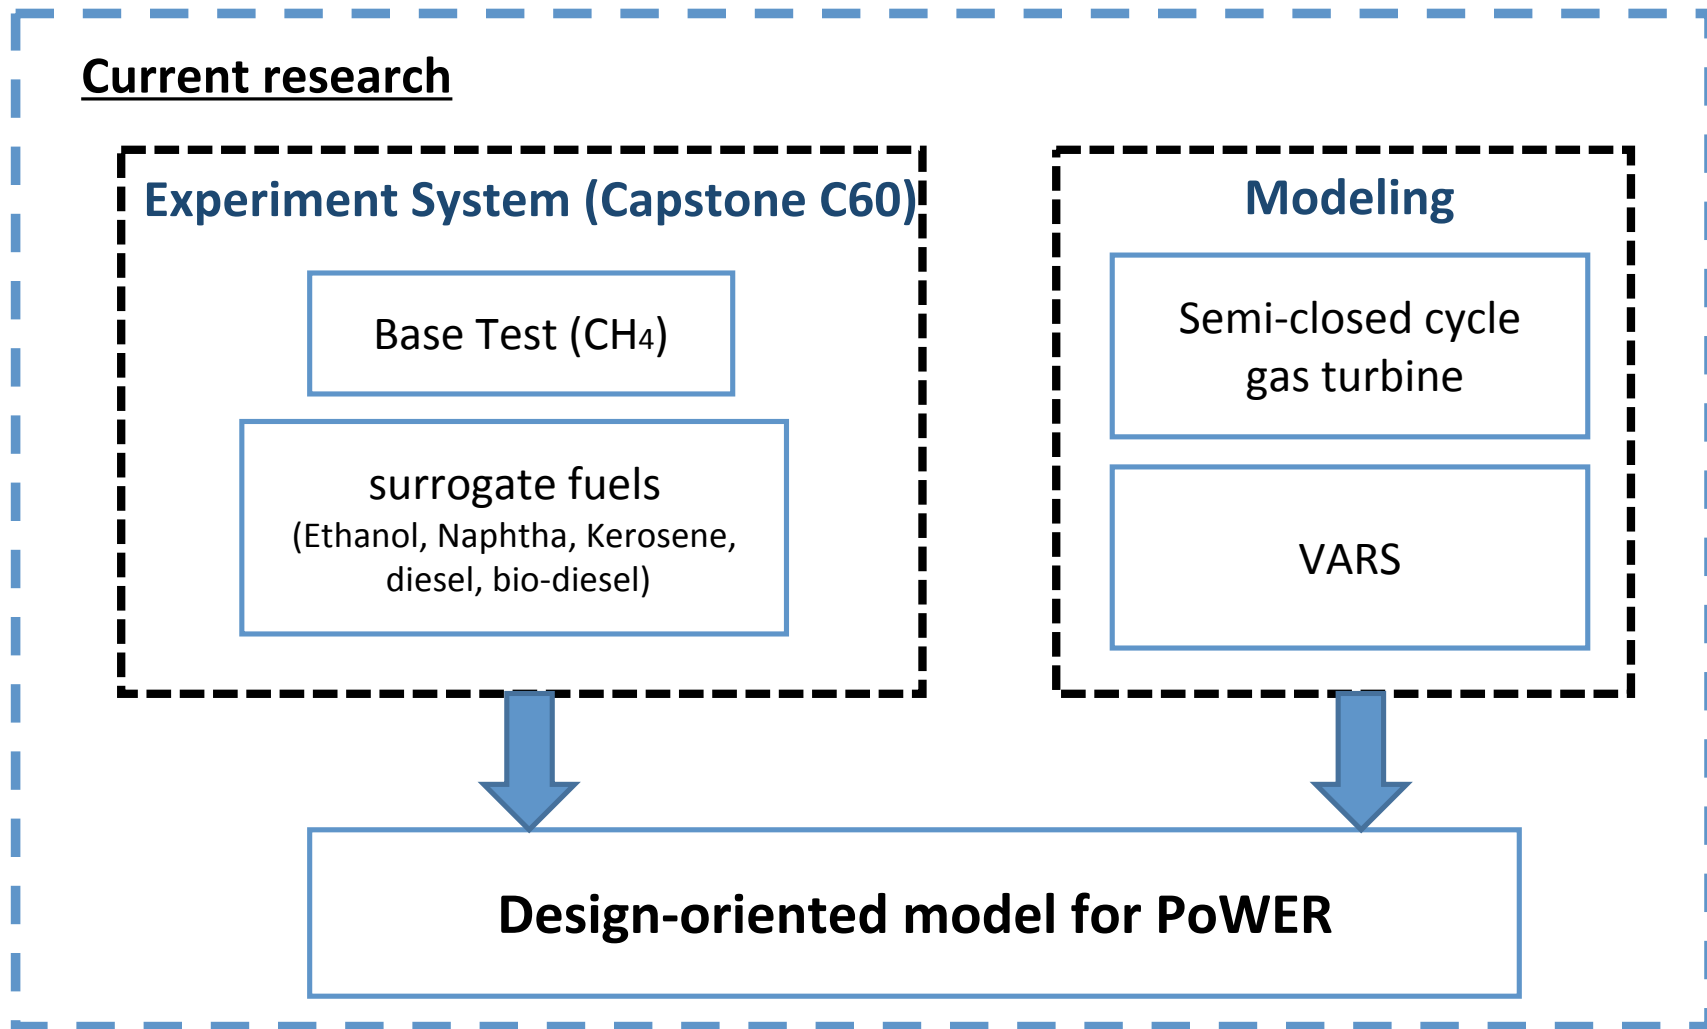 Current research
Experiment System (Capstone C60)
Base Test (CH₄)
surrogate fuels
(Ethanol, Naphtha, Kerosene,
diesel, bio-diesel)
Modeling
Semi-closed cycle
gas turbine
VARS
Design-oriented model for PoWER